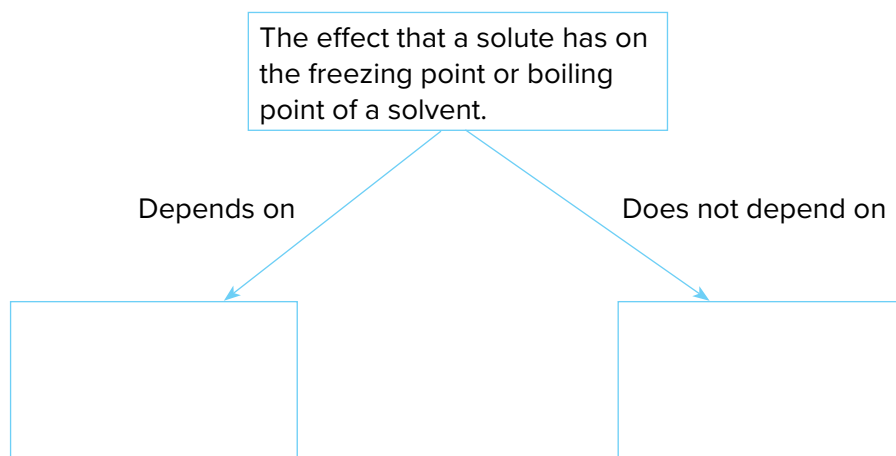 The effect that a solute has on
the freezing point or boiling
point of a solvent.
Depends on
Does not depend on